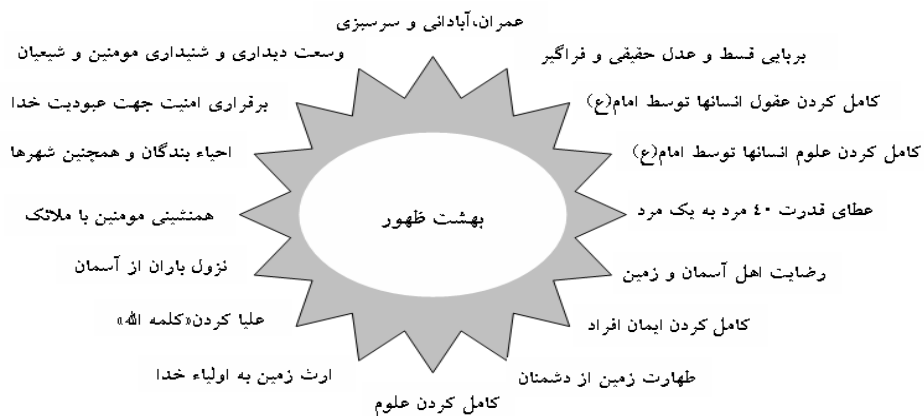 عمران،آبادانی و سرسبزی
برپایی قسط و عدل حقیقی و فراگیر
وسعت دیداری و شنیداری مومنین و شیعیان
کامل کردن عقول انسانها توسط امام(ع)
برقراری امنیت جهت عبودیت خدا
کامل کردن علوم انسانها توسط امام(ع)
احیاء بندگان و همچنین شهرها
عطای قدرت ٤٠ مرد به یک مرد
همنشینی مومنین با ملائک
بهشت ظهور
رضایت اهل آسمان و زمین
نزول باران از آسمان
کامل کردن ایمان افراد
علیا کردن«کلمه الله»
طهارت زمین از دشمنان
ارث زمین به اولیاء خدا
کامل کردن علوم